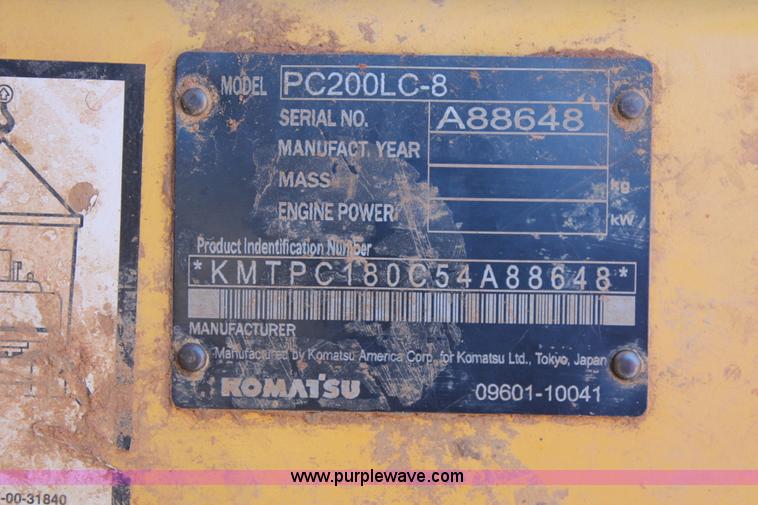 MODEL PC200LC-8
SERIAL NO. A88648
MANUFACT. YEAR
MASS kg
ENGINE POWER kW
Product Indentification Number
*KMTPC180C54A88648*
MANUFACTURER
Manufactured by Komatsu America Corp. for Komatsu Ltd., Tokyo, Japan
KOMATSU 09601-10041
www.purplewave.com
-00-31840